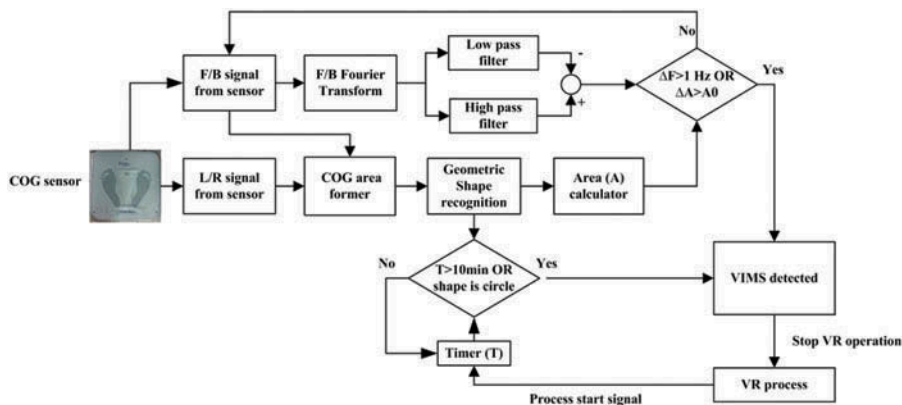 No
F/B signal
from sensor
F/B Fourier
Transform
Low pass
filter
-
High pass
filter
+
ΔF>1 Hz OR
ΔA>A0
Yes
COG sensor
L/R signal
from sensor
COG area
former
Geometric
Shape
recognition
Area (A)
calculator
No
T>10min OR
shape is circle
Yes
VIMS detected
Timer (T)
Stop VR operation
VR process
Process start signal